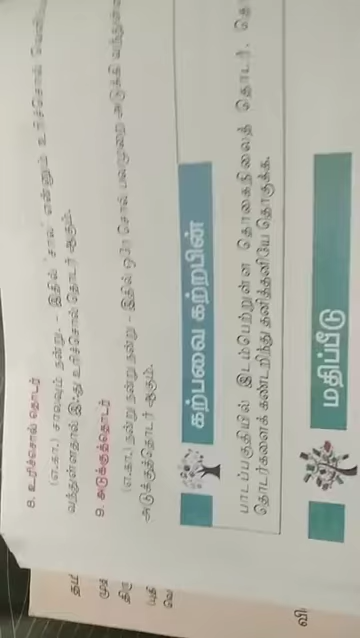 8. உரிச்சொல் தொடர்
(எ.கா.) சாலவும் நன்று. - இதில் 'சால' என்னும் உரிச்சொல்
வந்துள்ளதால் இஃது உரிச்சொல் தொடர் ஆகும்.
9. அடுக்குத்தொடர்
(எ.கா.) நன்று நன்று நன்று - இதில் ஒரே சொல் பலமுறை அடுக்கி
அடுக்குத்தொடர் ஆகும்.
கற்பவை கற்றபின்
பாடப்பகுதியில் இடம்பெற்றுள்ள தொகைநிலைத் தொடர்,
தொடர்களைக் கண்டறிந்து தனித்தனியே தொகுக்க.
மதிப்பீடு